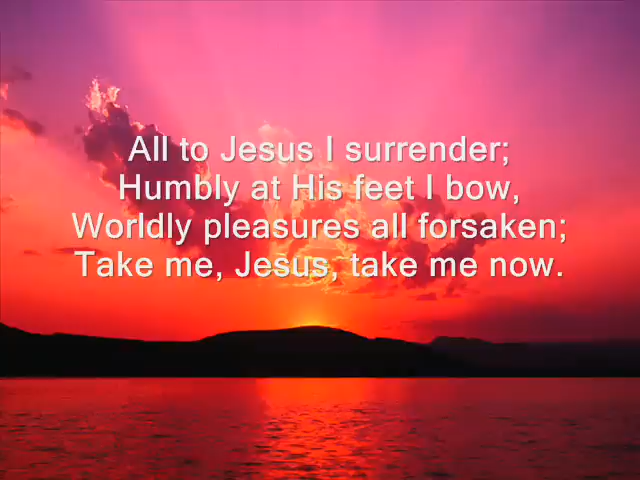 All to Jesus I surrender;
Humbly at His feet I bow,
Worldly pleasures all forsaken;
Take me, Jesus, take me now.